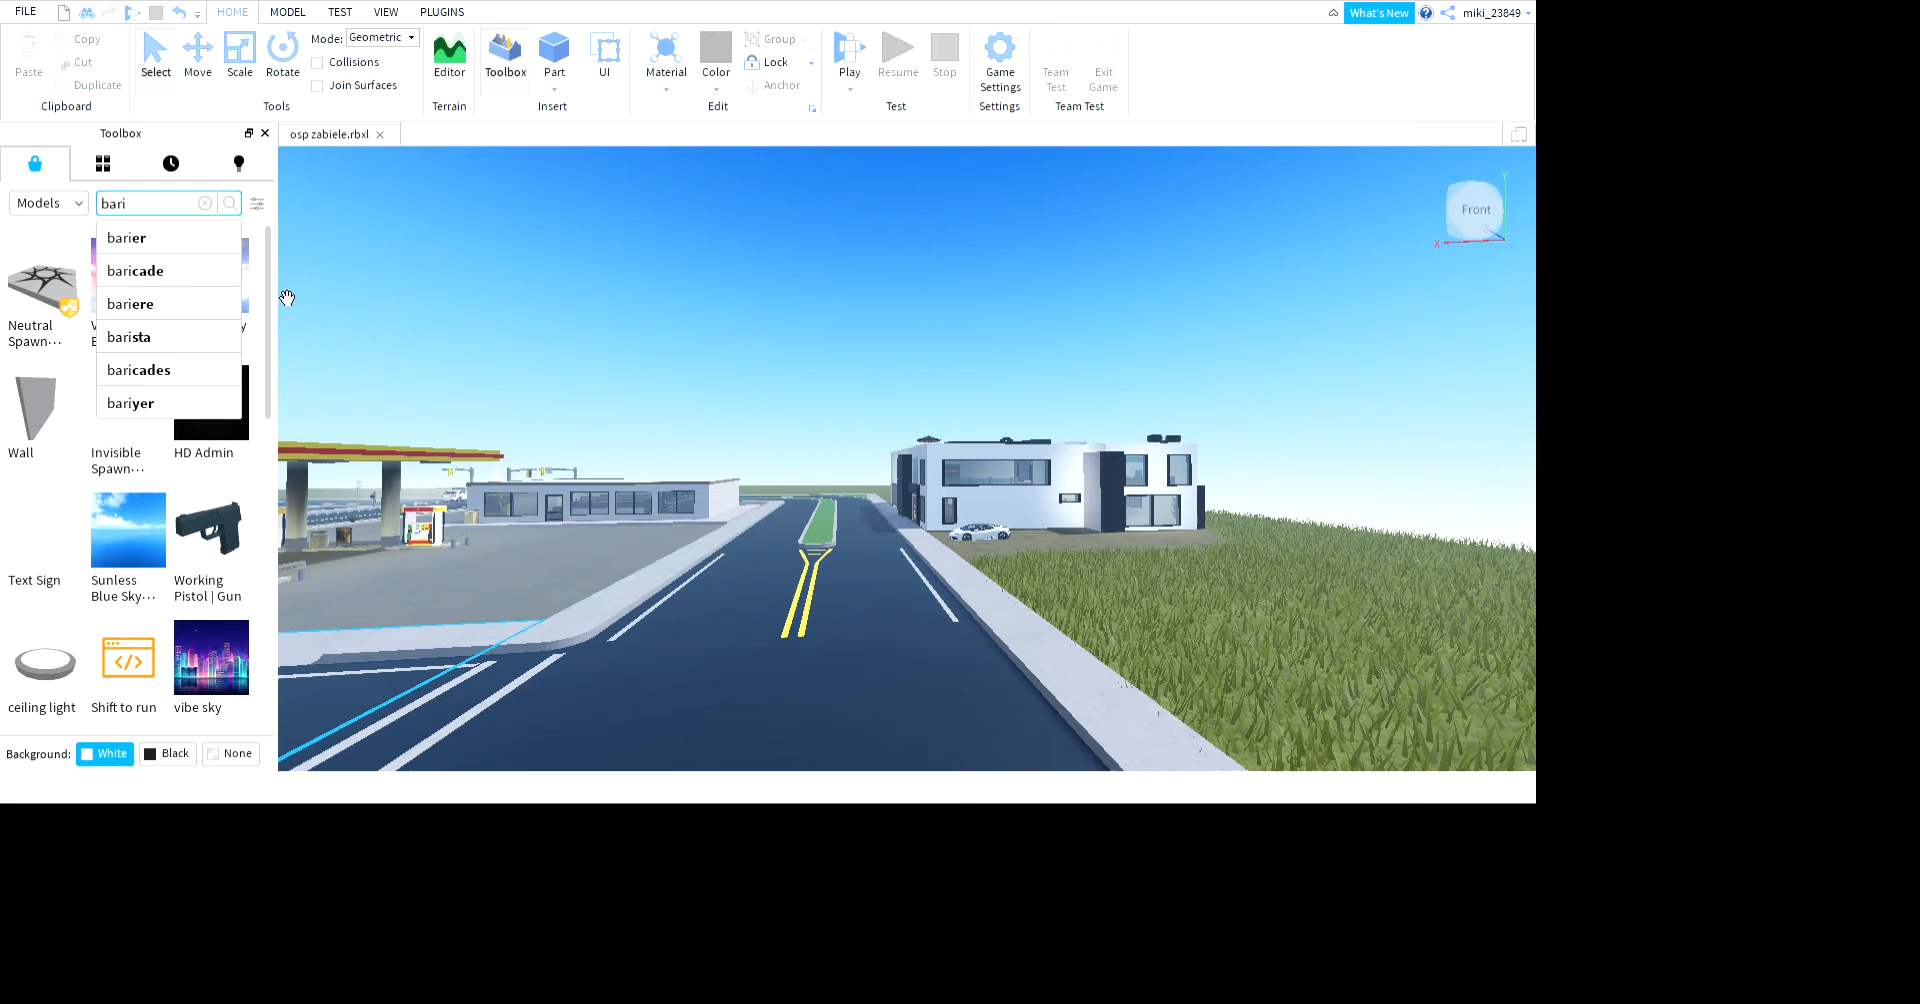 FILE HOME MODEL TEST VIEW PLUGINS What's New miki_23849
Paste Copy Cut Duplicate
Clipboard
Select Move Scale Rotate
Mode: Geometric
Collisions
Join Surfaces
Tools
Editor
Terrain
Toolbox Part UI
Insert
Material Color
Group
Lock
Anchor
Edit
Play Resume Stop
Test
Game
Settings
Settings
Team
Test
Exit
Game
Team Test
Toolbox
osp zabiele.rbxl
Models
bari
barier
baricade
bariere
barista
baricades
bariyer
Neutral
Spawn...
Wall
Invisible
Spawn...
HD Admin
Text Sign
Sunless
Blue Sky...
Working
Pistol | Gun
ceiling light
Shift to run
vibe sky
Background: White Black None
Front
Y
X
Z